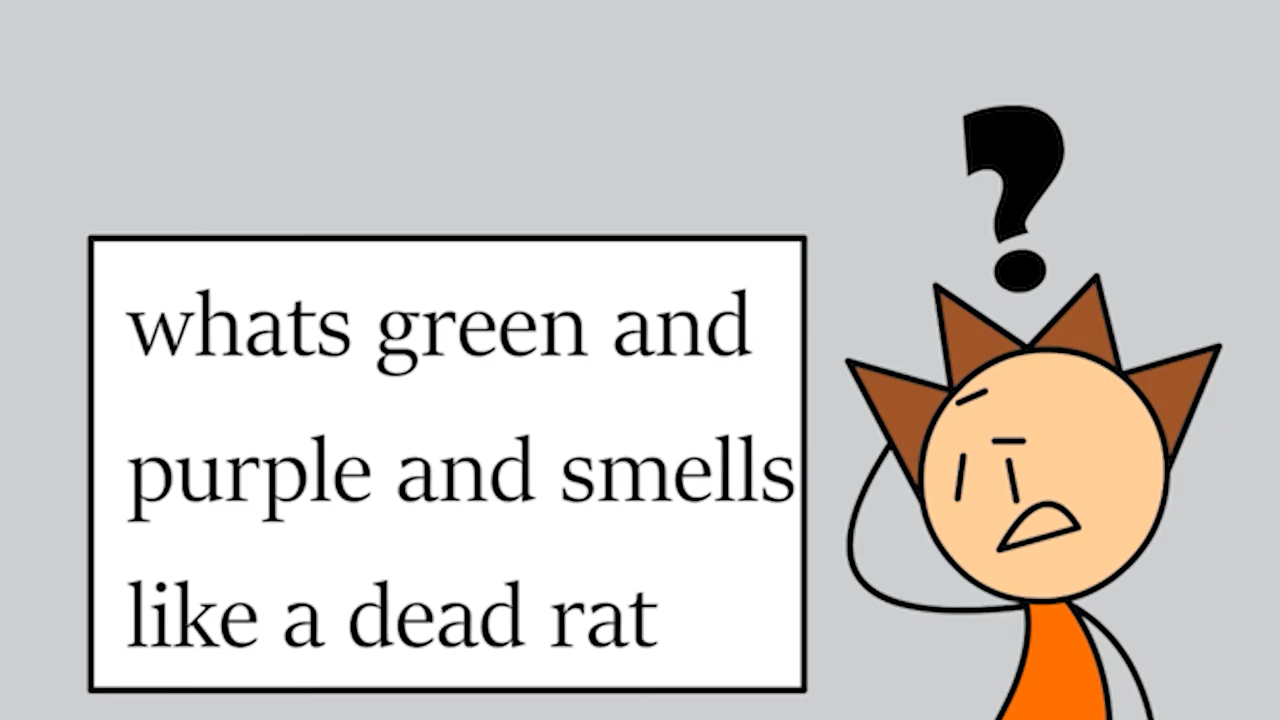 ?
whats green and
purple and smells
like a dead rat